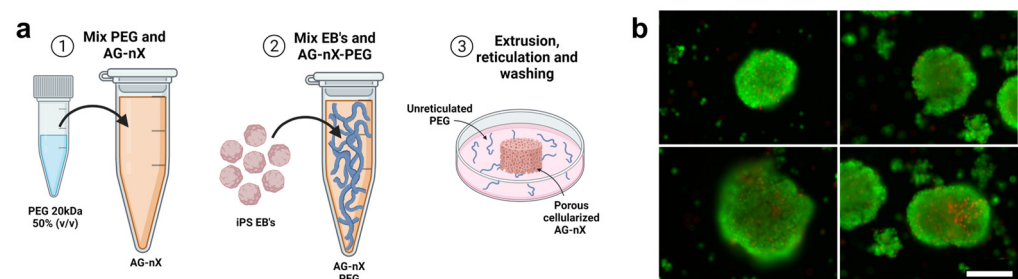 a
1
Mix PEG and
AG-nX
PEG 20kDa
50% (v/v)
AG-nX
2
Mix EB's and
AG-nX-PEG
iPS EB's
AG-nX
PEG
3
Extrusion,
reticulation and
washing
Unreticulated
PEG
Porous
cellularized
AG-nX
b